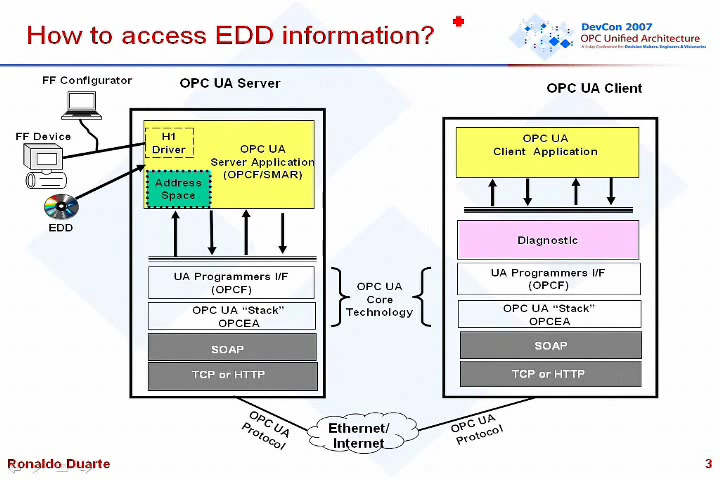 How to access EDD information?
DevCon 2007
OPC Unified Architecture
A 3-day Conference for Decision Makers, Engineers & Visionaries
FF Configurator
OPC UA Server
OPC UA Client
FF Device
H1
Driver
OPC UA
Server Application
(OPCF/SMAR)
Address
Space
EDD
OPC UA
Client Application
Diagnostic
UA Programmers I/F
(OPCF)
OPC UA “Stack”
OPCEA
SOAP
TCP or HTTP
OPC UA
Core
Technology
UA Programmers I/F
(OPCF)
OPC UA “Stack”
OPCEA
SOAP
TCP or HTTP
OPC UA
Protocol
Ethernet/
Internet
OPC UA
Protocol
Ronaldo Duarte
3